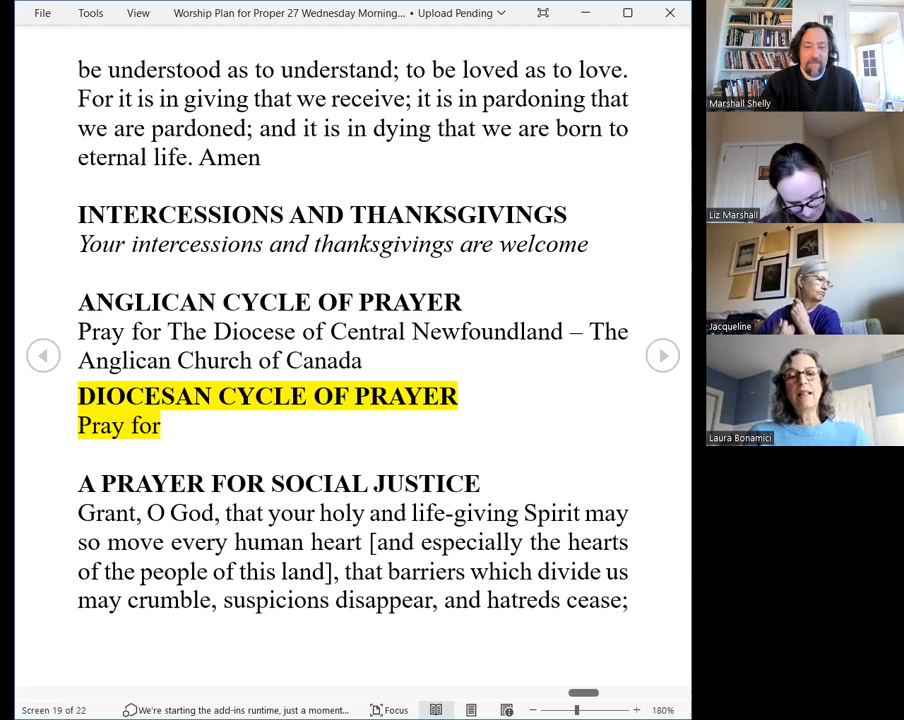 File Tools View Worship Plan for Proper 27 Wednesday Morning... • Upload Pending
be understood as to understand; to be loved as to love.
For it is in giving that we receive; it is in pardoning that
we are pardoned; and it is in dying that we are born to
eternal life. Amen
INTERCESSIONS AND THANKSGIVINGS
Your intercessions and thanksgivings are welcome
ANGLICAN CYCLE OF PRAYER
Pray for The Diocese of Central Newfoundland – The
Anglican Church of Canada
DIOCESAN CYCLE OF PRAYER
Pray for
A PRAYER FOR SOCIAL JUSTICE
Grant, O God, that your holy and life-giving Spirit may
so move every human heart [and especially the hearts
of the people of this land], that barriers which divide us
may crumble, suspicions disappear, and hatreds cease;
Screen 19 of 22 We're starting the add-ins runtime, just a moment... Focus 180%
Marshall Shelly
Liz Marshall
Jacqueline
Laura Bonamici